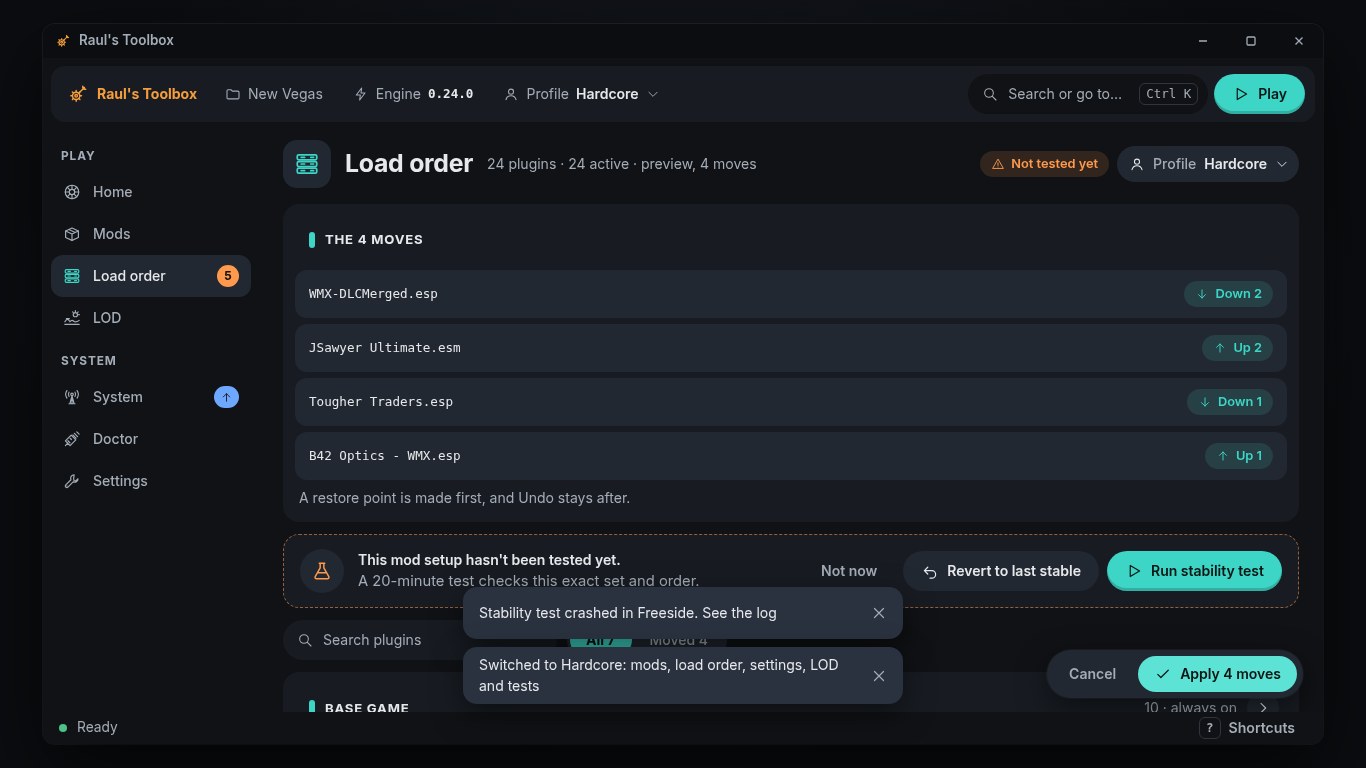 Raul's Toolbox
Raul's Toolbox
New Vegas
Engine 0.24.0
Profile Hardcore
Search or go to...
Ctrl K
Play
PLAY
Home
Mods
Load order
5
LOD
SYSTEM
System
Doctor
Settings
Load order
24 plugins · 24 active · preview, 4 moves
Not tested yet
Profile Hardcore
THE 4 MOVES
WMX-DLCMerged.esp
Down 2
JSawyer Ultimate.esm
Up 2
Tougher Traders.esp
Down 1
B42 Optics - WMX.esp
Up 1
A restore point is made first, and Undo stays after.
This mod setup hasn't been tested yet.
A 20-minute test checks this exact set and order.
Not now
Revert to last stable
Run stability test
Stability test crashed in Freeside. See the log
Search plugins
Moved 4
Switched to Hardcore: mods, load order, settings, LOD
and tests
Cancel
Apply 4 moves
BASE GAME
10 · always on
Ready
? Shortcuts